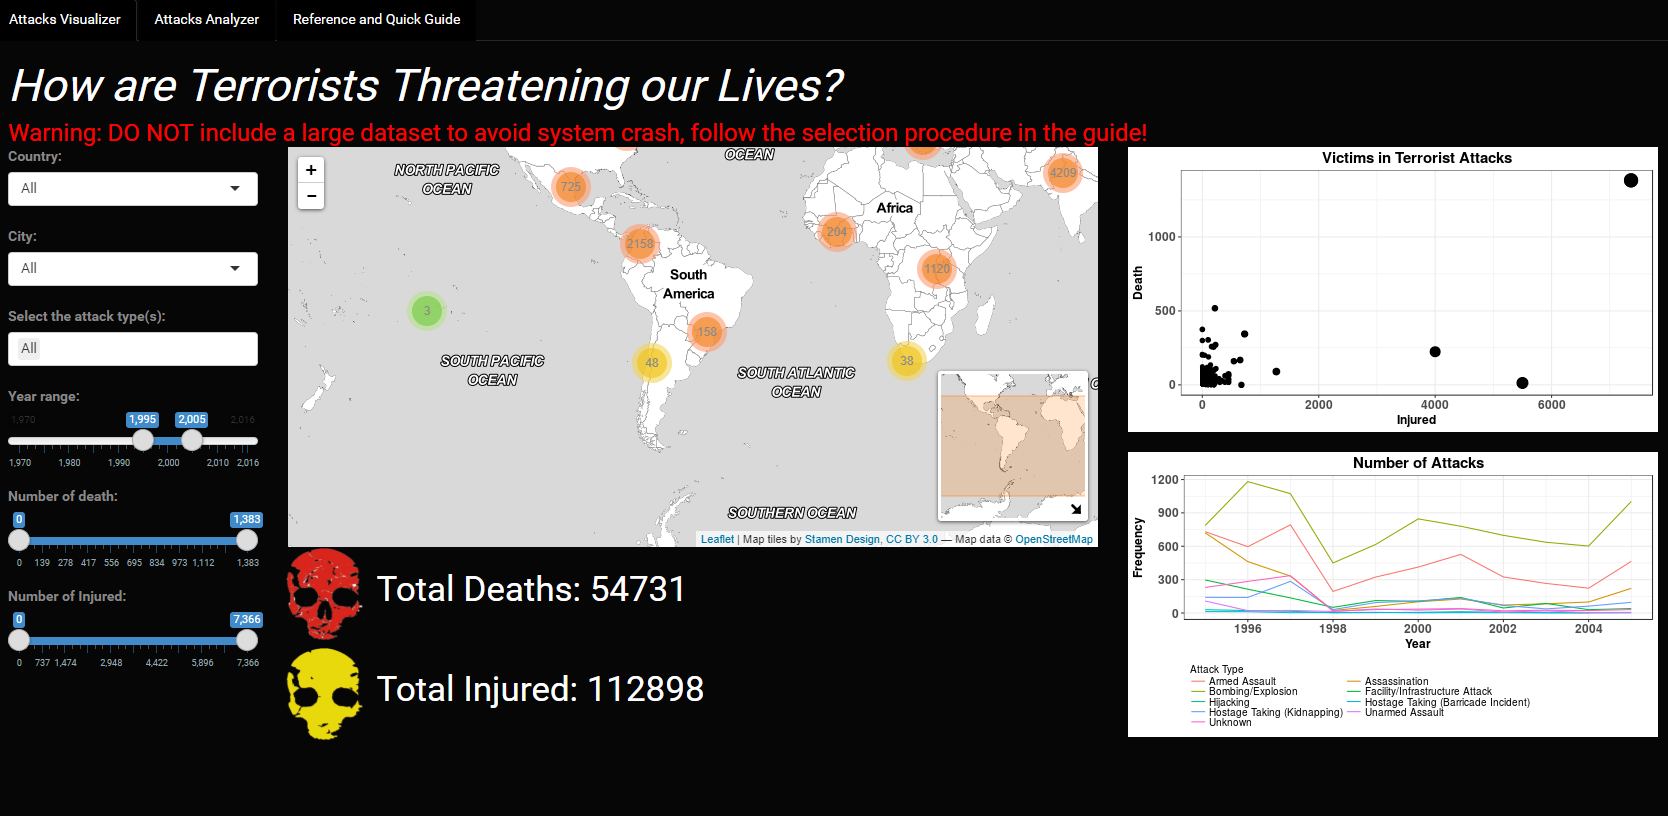 Attacks Visualizer
Attacks Analyzer
Reference and Quick Guide
How are Terrorists Threatening our Lives?
Warning: DO NOT include a large dataset to avoid system crash, follow the selection procedure in the guide!
Country:
All
City:
All
Select the attack type(s):
All
Year range:
1,970 1,995 2,005 2,016
1,970 1,980 1,990 2,000 2,010 2,016
Number of death:
0 1,383
0 139 278 417 556 695 834 973 1,112 1,383
Number of Injured:
0 7,366
0 737 1,474 2,948 4,422 5,896 7,366
+
−
NORTH PACIFIC
OCEAN
OCEAN
725
4209
Africa
204
2158
1120
South
America
3
158
48
38
SOUTH PACIFIC
OCEAN
SOUTH ATLANTIC
OCEAN
SOUTHERN OCEAN
Leaflet | Map tiles by Stamen Design, CC BY 3.0 — Map data © OpenStreetMap
Total Deaths: 54731
Total Injured: 112898
Victims in Terrorist Attacks
Death
1000
500
0
0 2000 4000 6000
Injured
Number of Attacks
Frequency
1200
900
600
300
0
1996 1998 2000 2002 2004
Year
Attack Type
Armed Assault Assassination
Bombing/Explosion Facility/Infrastructure Attack
Hijacking Hostage Taking (Barricade Incident)
Hostage Taking (Kidnapping) Unarmed Assault
Unknown